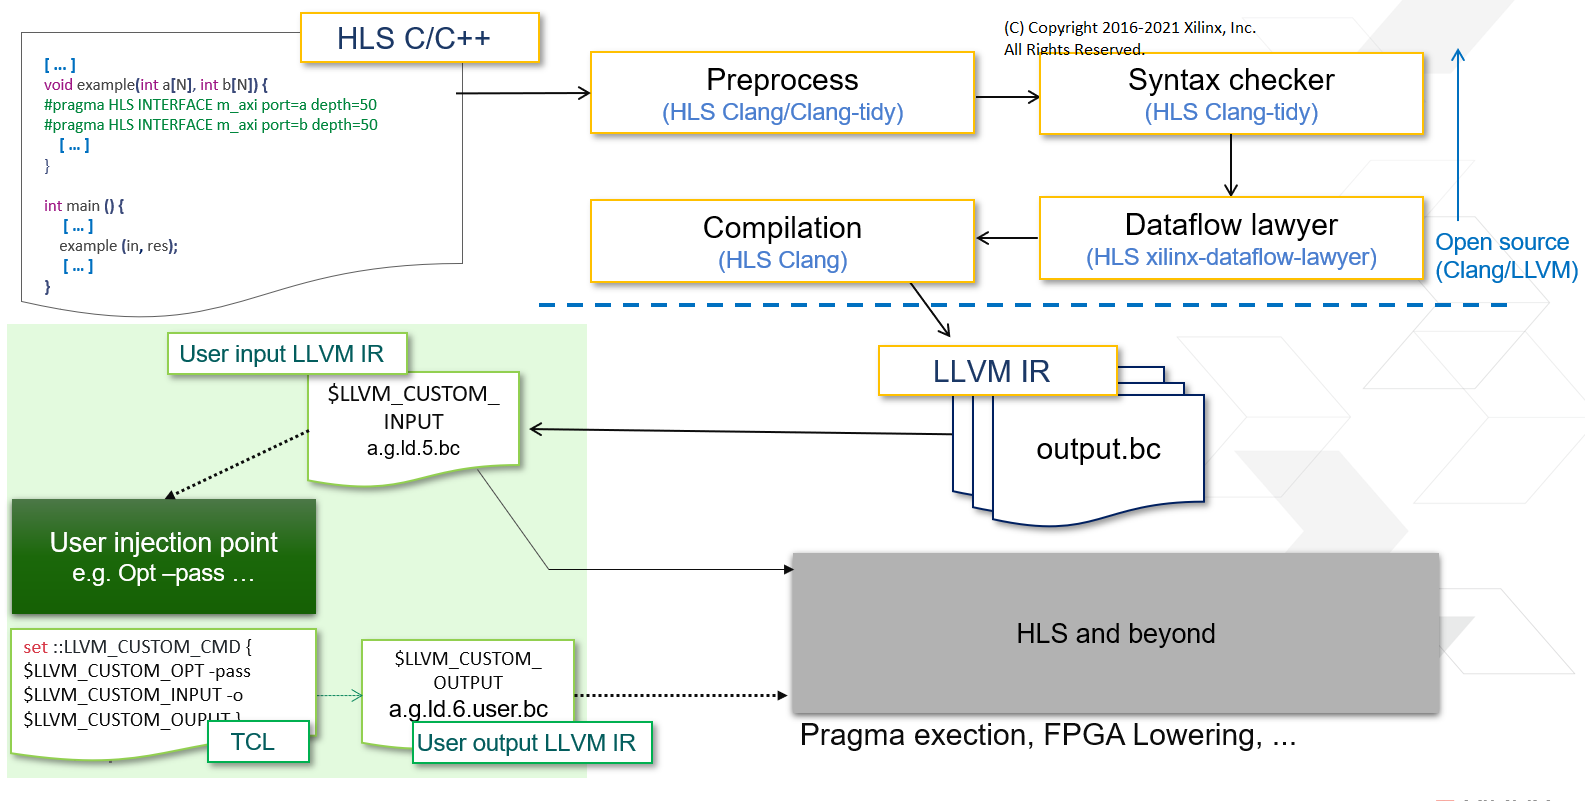 (C) Copyright 2016-2021 Xilinx, Inc.
All Rights Reserved.
HLS C/C++
[ ... ]
void example(int a[N], int b[N]) {
#pragma HLS INTERFACE m_axi port=a depth=50
#pragma HLS INTERFACE m_axi port=b depth=50
[ ... ]
}
int main () {
[ ... ]
example (in, res);
[ ... ]
}
Preprocess
(HLS Clang/Clang-tidy)
Syntax checker
(HLS Clang-tidy)
Compilation
(HLS Clang)
Dataflow lawyer
(HLS xilinx-dataflow-lawyer)
Open source
(Clang/LLVM)
User input LLVM IR
$LLVM_CUSTOM_
INPUT
a.g.ld.5.bc
LLVM IR
output.bc
User injection point
e.g. Opt –pass ...
set ::LLVM_CUSTOM_CMD {
$LLVM_CUSTOM_OPT -pass
$LLVM_CUSTOM_INPUT -o
$LLVM_CUSTOM_OUPUT }
TCL
$LLVM_CUSTOM_
OUTPUT
a.g.ld.6.user.bc
User output LLVM IR
HLS and beyond
Pragma exection, FPGA Lowering, ...